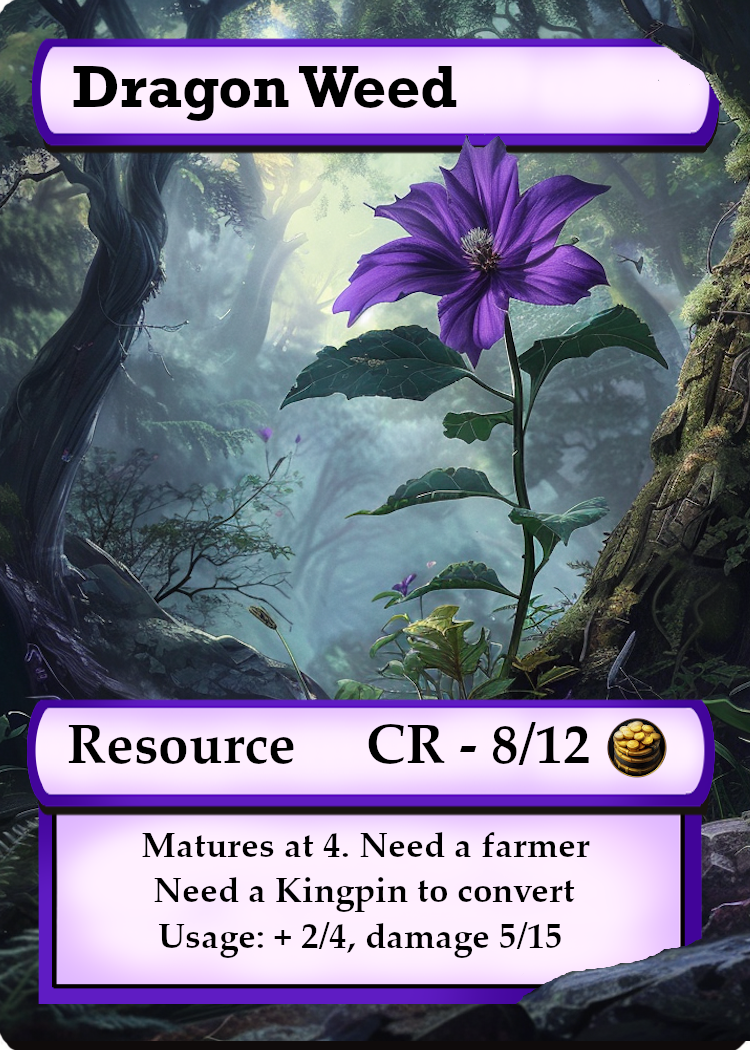 Dragon Weed
Resource CR - 8/12
Matures at 4. Need a farmer
Need a Kingpin to convert
Usage: + 2/4, damage 5/15